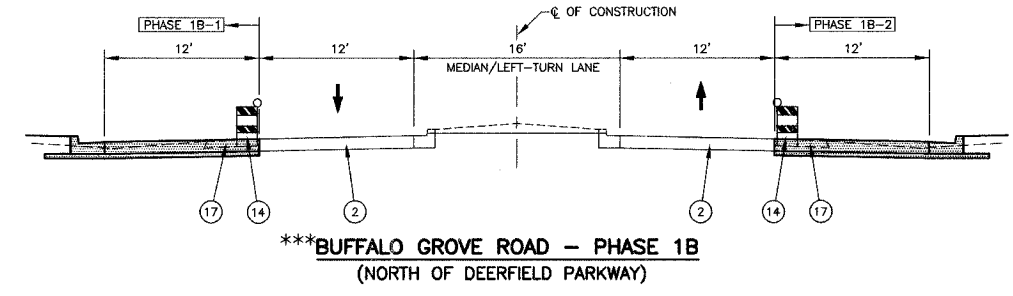 ℄ OF CONSTRUCTION
PHASE 1B-1
PHASE 1B-2
12' 12' 16' 12' 12'
MEDIAN/LEFT-TURN LANE
17 14 2 2 14 17
***BUFFALO GROVE ROAD - PHASE 1B
(NORTH OF DEERFIELD PARKWAY)